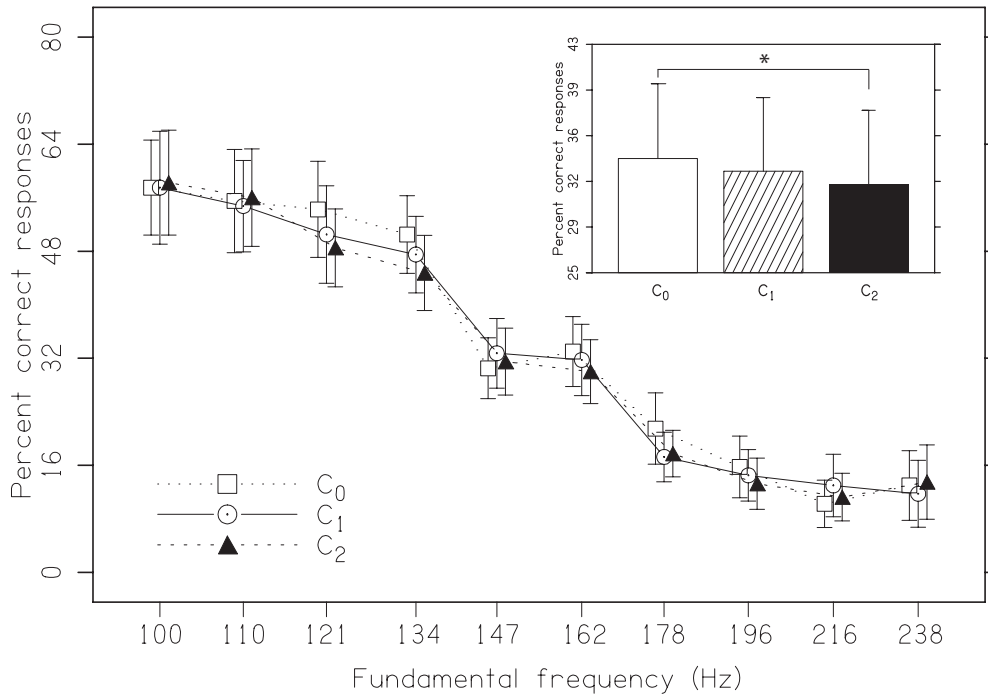 Percent correct responses
80
64
48
32
16
0
C0
C1
C2
100 110 121 134 147 162 178 196 216 238
Fundamental frequency (Hz)
Percent correct responses
43
39
36
32
29
25
*
C0 C1 C2